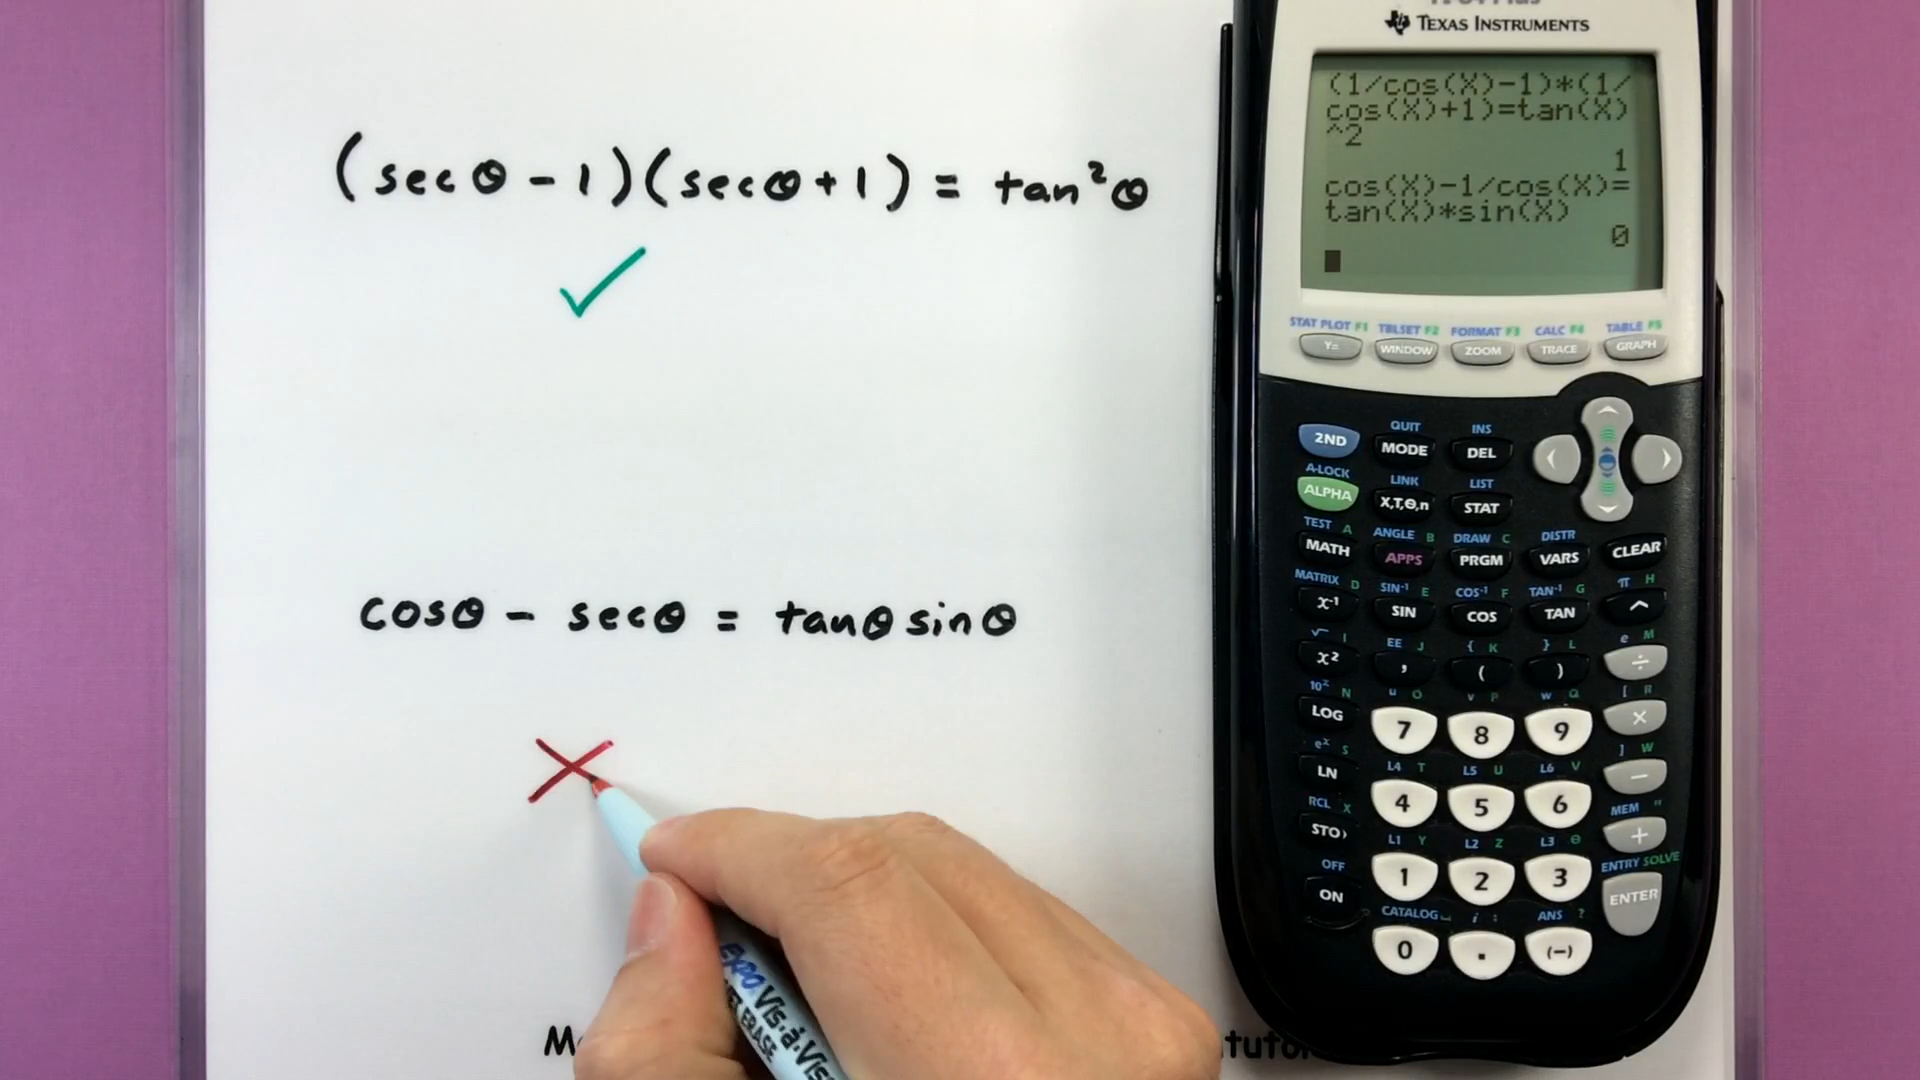 (sec θ - 1)(sec θ + 1) = tan² θ
cosθ - secθ = tanθ sinθ
TEXAS INSTRUMENTS
(1/cos(X)-1)*(1/
cos(X)+1)=tan(X)
^2
1
cos(X)-1/cos(X)=
tan(X)*sin(X)
0
STAT PLOT F1 TBLSET F2 FORMAT F3 CALC F4 TABLE F5
Y= WINDOW ZOOM TRACE GRAPH
QUIT INS
2ND MODE DEL
A-LOCK LINK LIST
ALPHA X,T,Θ,n STAT
TEST A ANGLE B DRAW C DISTR
MATH APPS PRGM VARS CLEAR
MATRIX D SIN⁻¹ E COS⁻¹ F TAN⁻¹ G π H
x⁻¹ SIN COS TAN ^
√ I EE J { K } L e M
x² , ( ) ÷
10ˣ N u O v P w Q [ R
LOG 7 8 9 ×
eˣ S L4 T L5 U L6 V ] W
LN 4 5 6 −
RCL X L1 Y L2 Z L3 Θ MEM "
STO› 1 2 3 +
OFF CATALOG i : ANS ? ENTRY SOLVE
ON 0 . (−) ENTER
EXPO Vis·à·Vis
ERASE